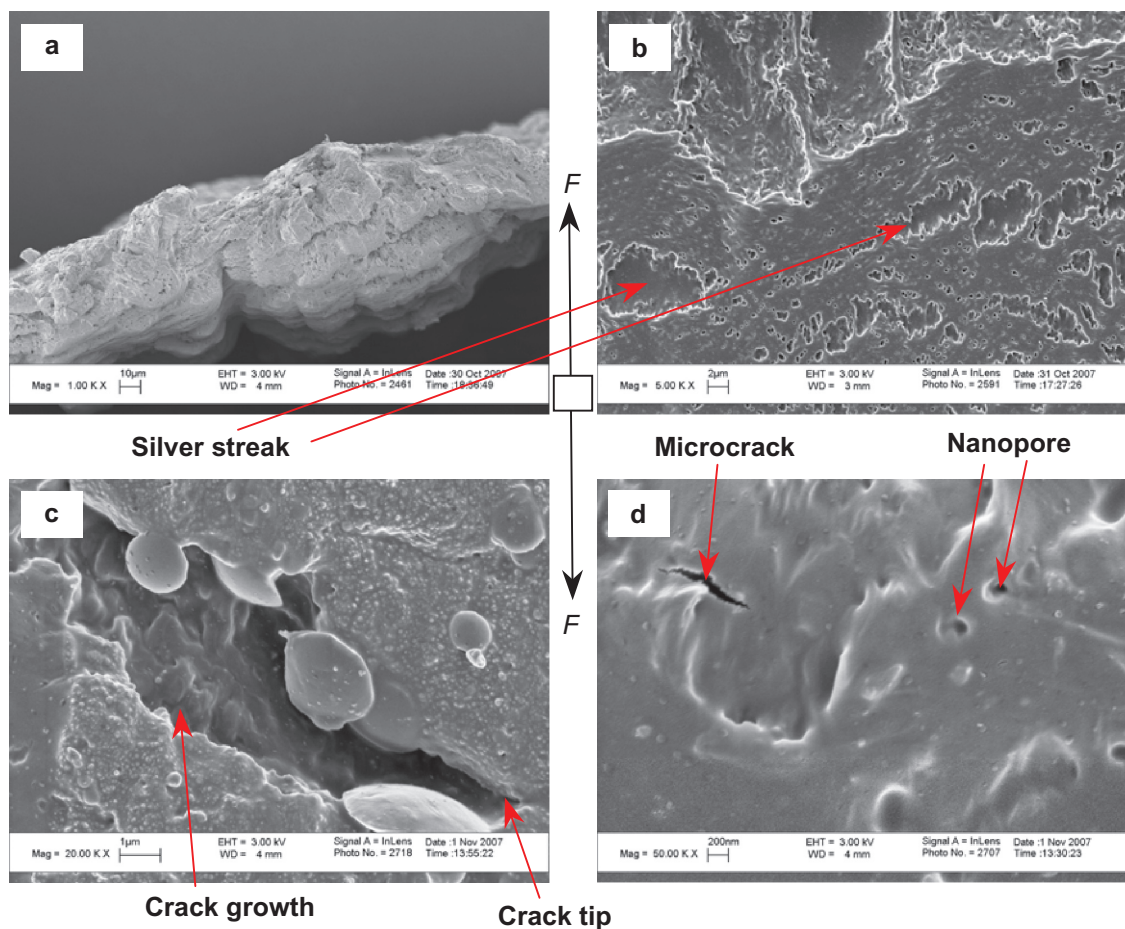 a
b
Mag = 1.00 K X 10µm EHT = 3.00 kV Signal A = InLens Date :30 Oct 2007
WD = 4 mm Photo No. = 2461 Time :18:56:49
F
Mag = 5.00 K X 2µm EHT = 3.00 kV Signal A = InLens Date :31 Oct 2007
WD = 3 mm Photo No. = 2591 Time :17:27:26
Silver streak
Microcrack
Nanopore
c
d
F
Mag = 20.00 K X 1µm EHT = 3.00 kV Signal A = InLens Date :1 Nov 2007
WD = 4 mm Photo No. = 2718 Time :13:55:22
Mag = 50.00 K X 200nm EHT = 3.00 kV Signal A = InLens Date :1 Nov 2007
WD = 4 mm Photo No. = 2707 Time :13:30:23
Crack growth
Crack tip